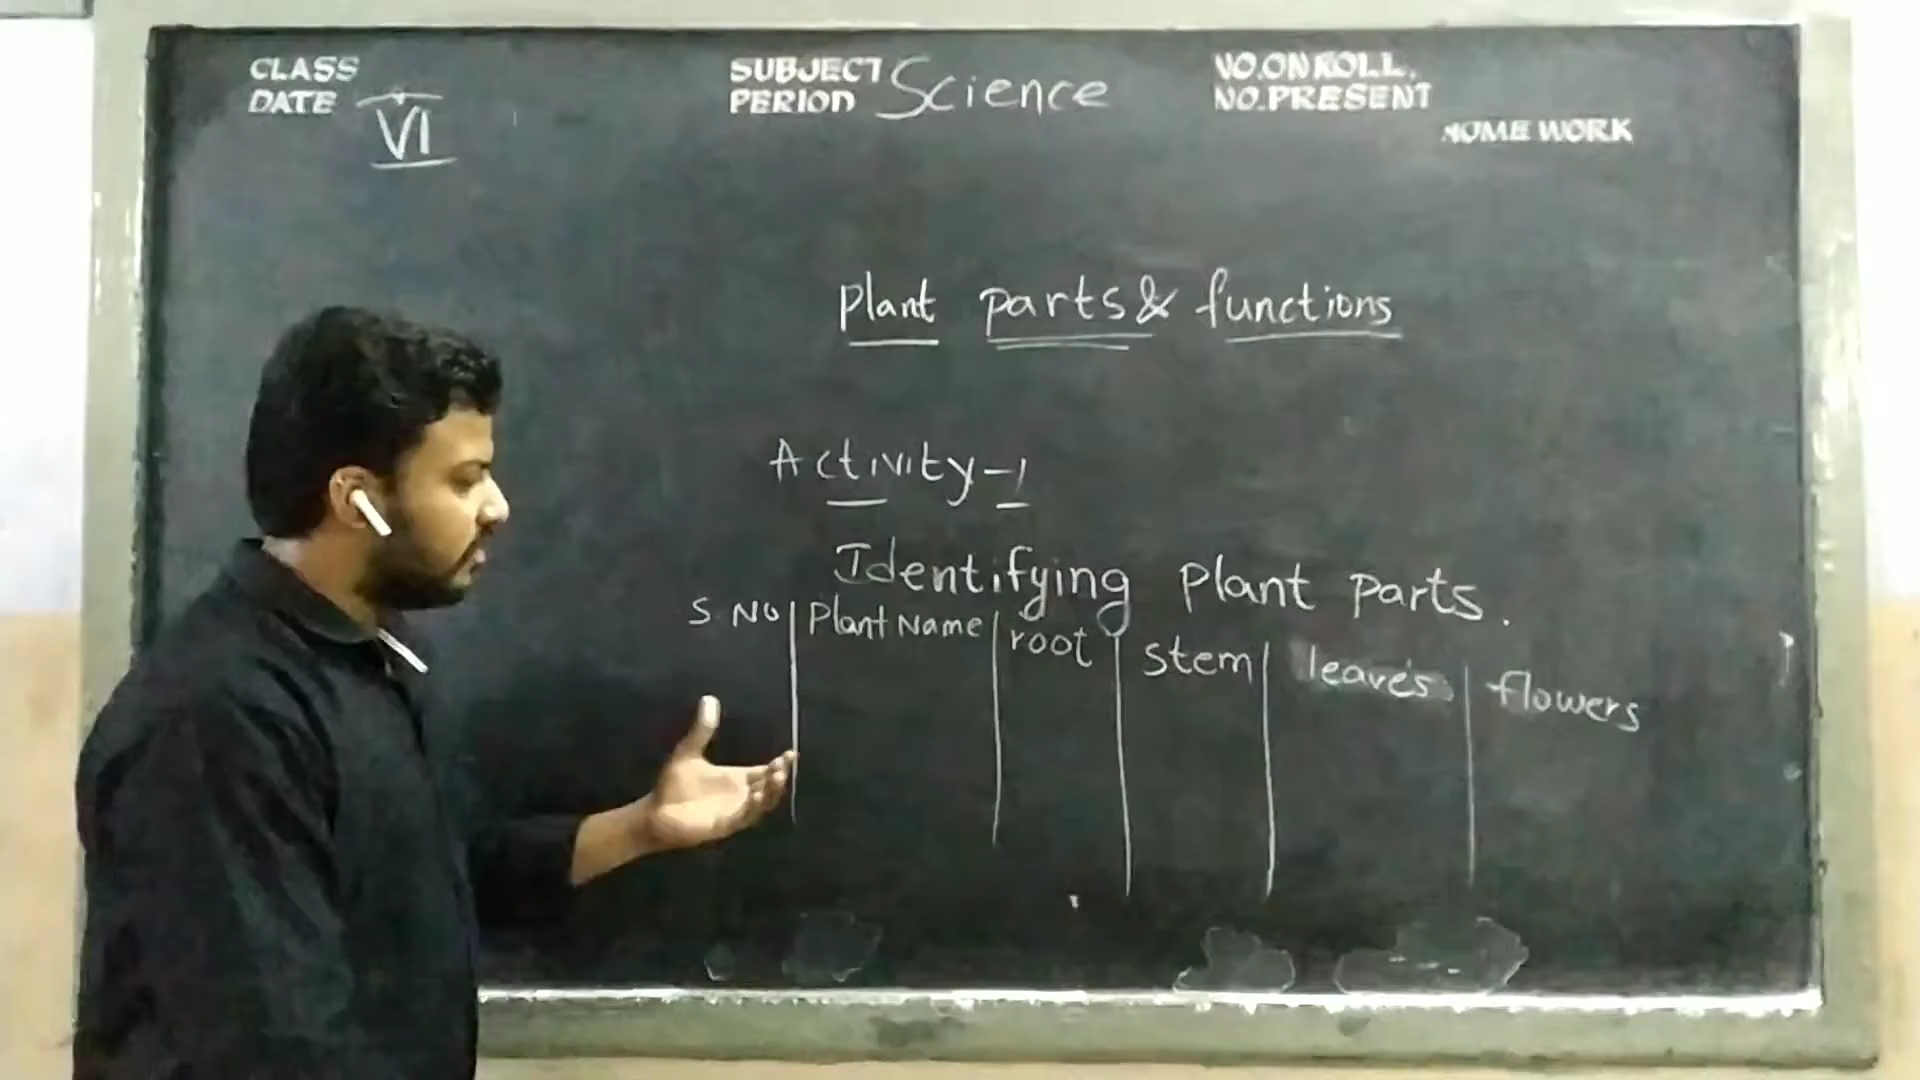 CLASS
DATE VI
SUBJECT Science
PERIOD
NO.ON ROLL.
NO.PRESENT
HOME WORK
Plant parts & functions
Activity-1
Identifying Plant parts.
S. No Plant Name root stem leaves flowers